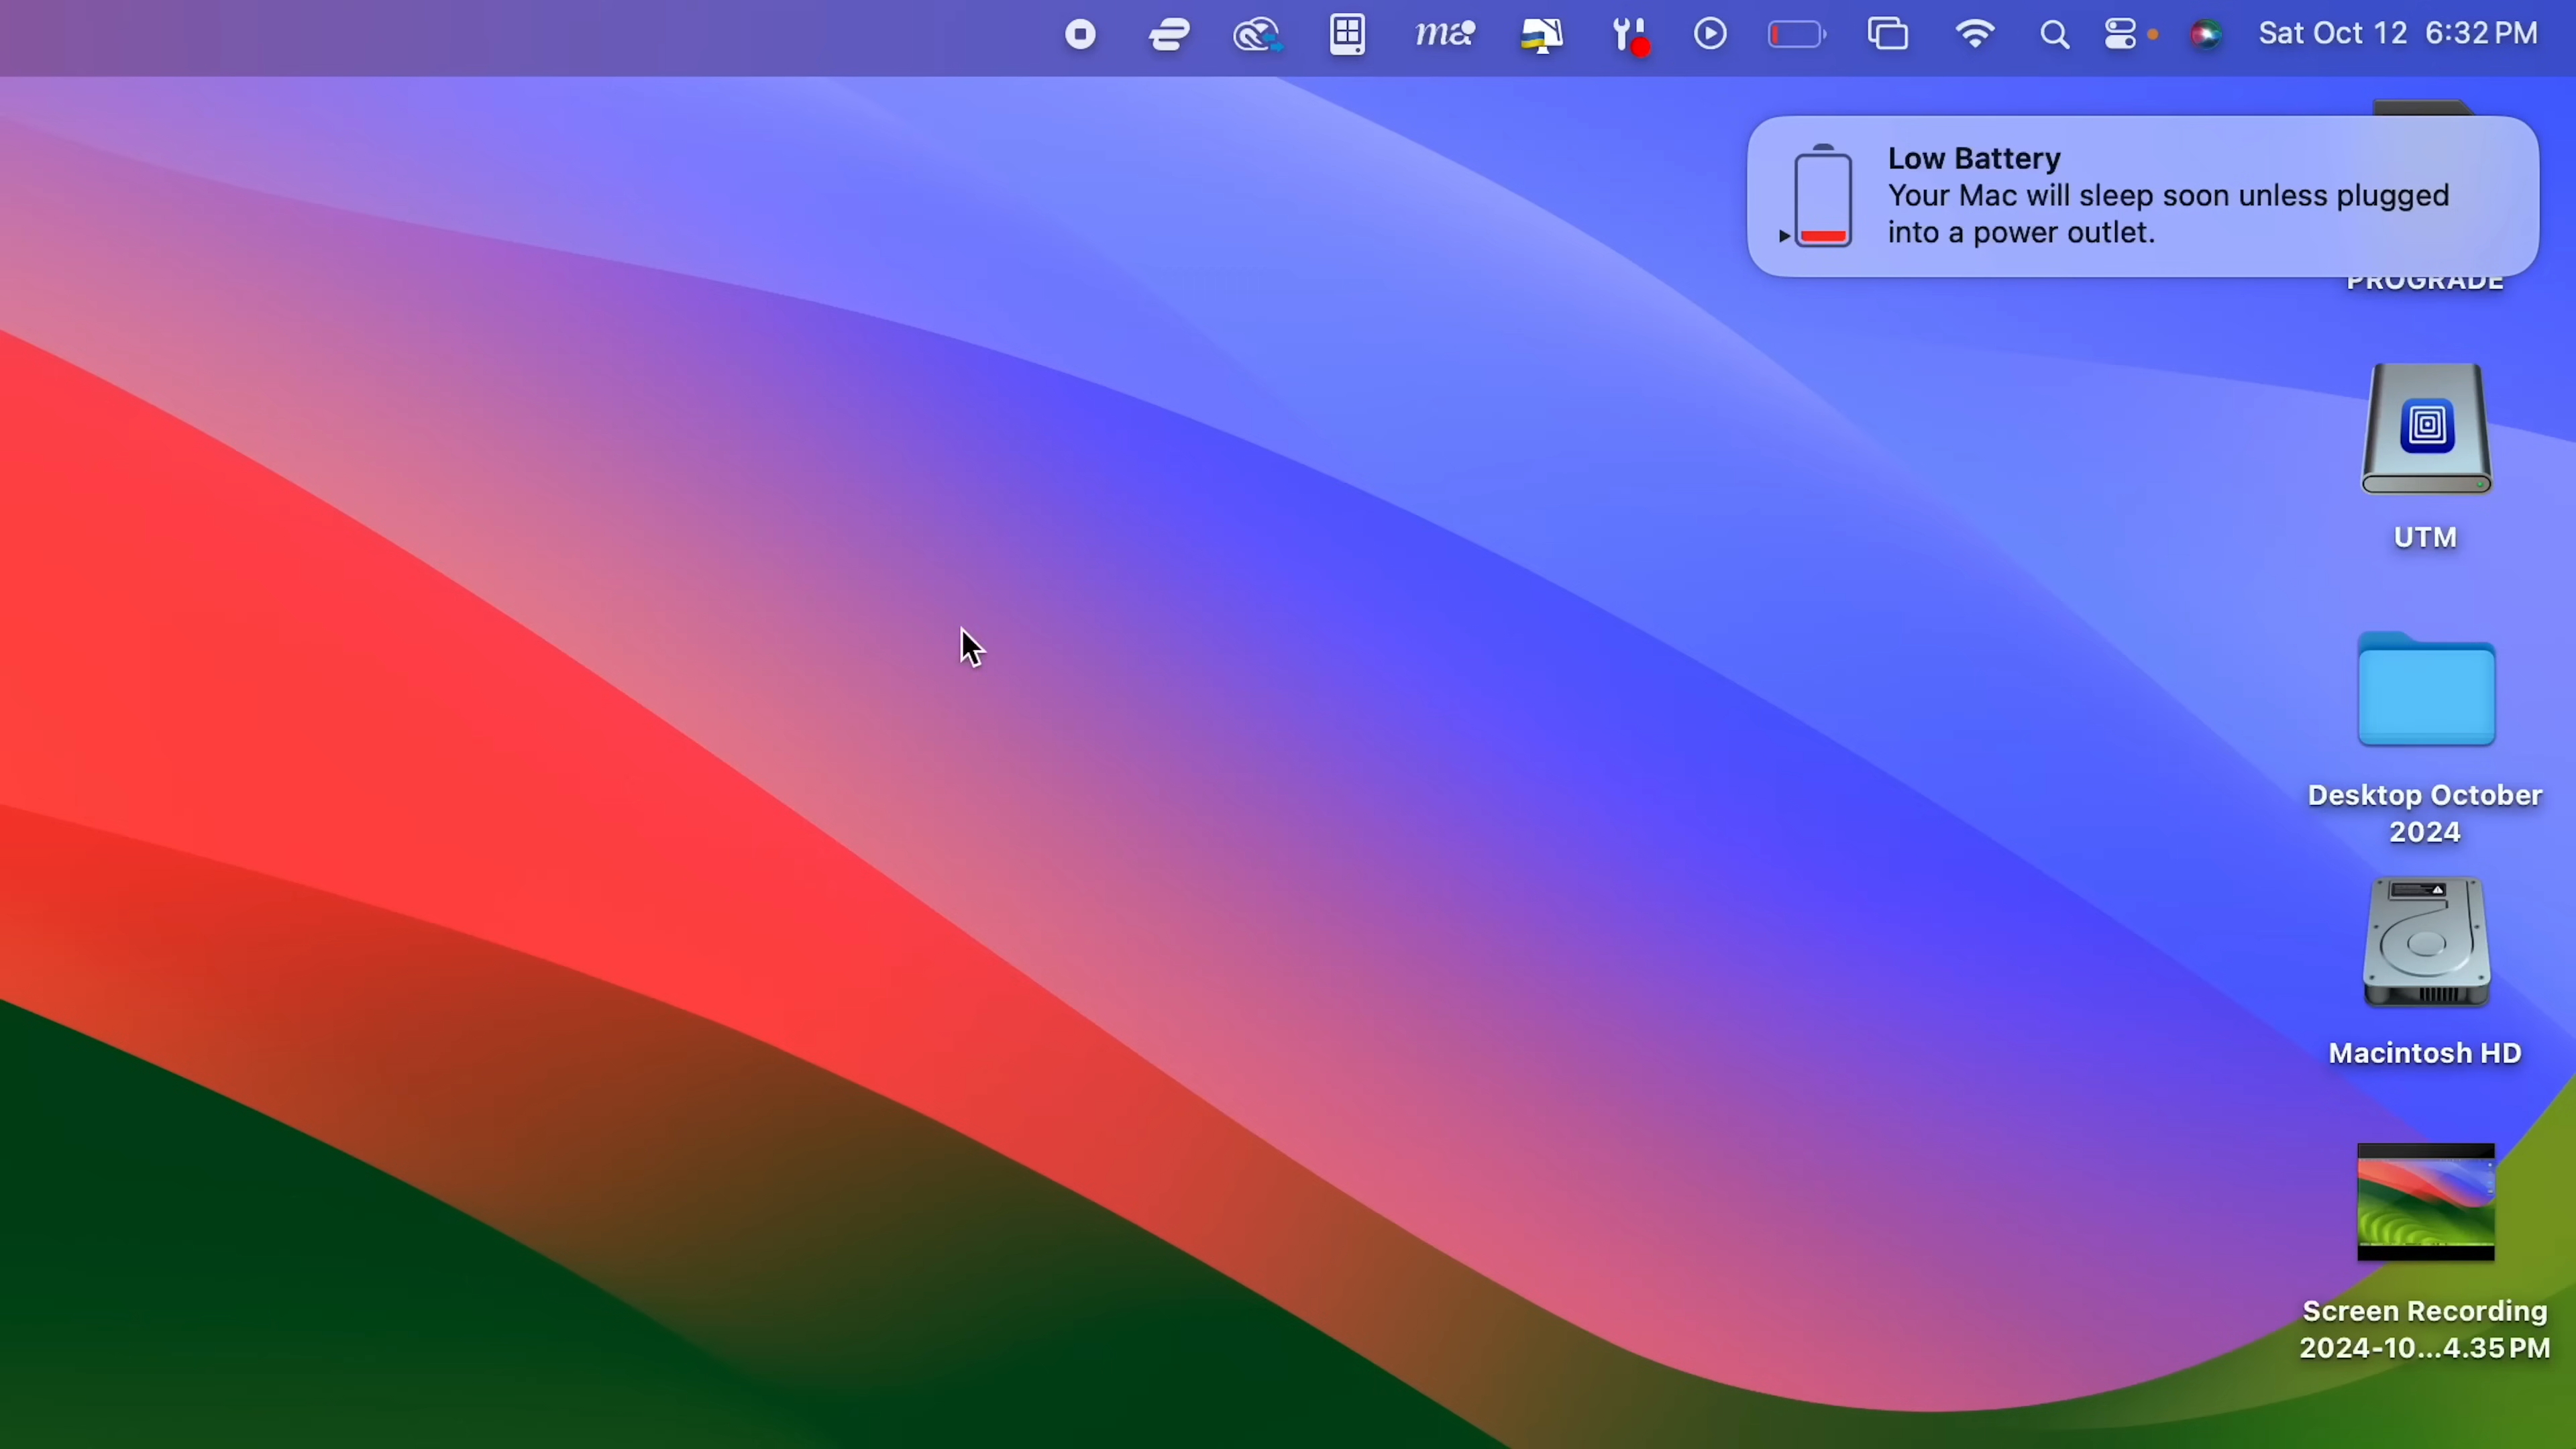 ma
Sat Oct 12 6:32 PM
Low Battery
Your Mac will sleep soon unless plugged
into a power outlet.
PROGRADE
UTM
Desktop October
2024
Macintosh HD
Screen Recording
2024-10...4.35 PM